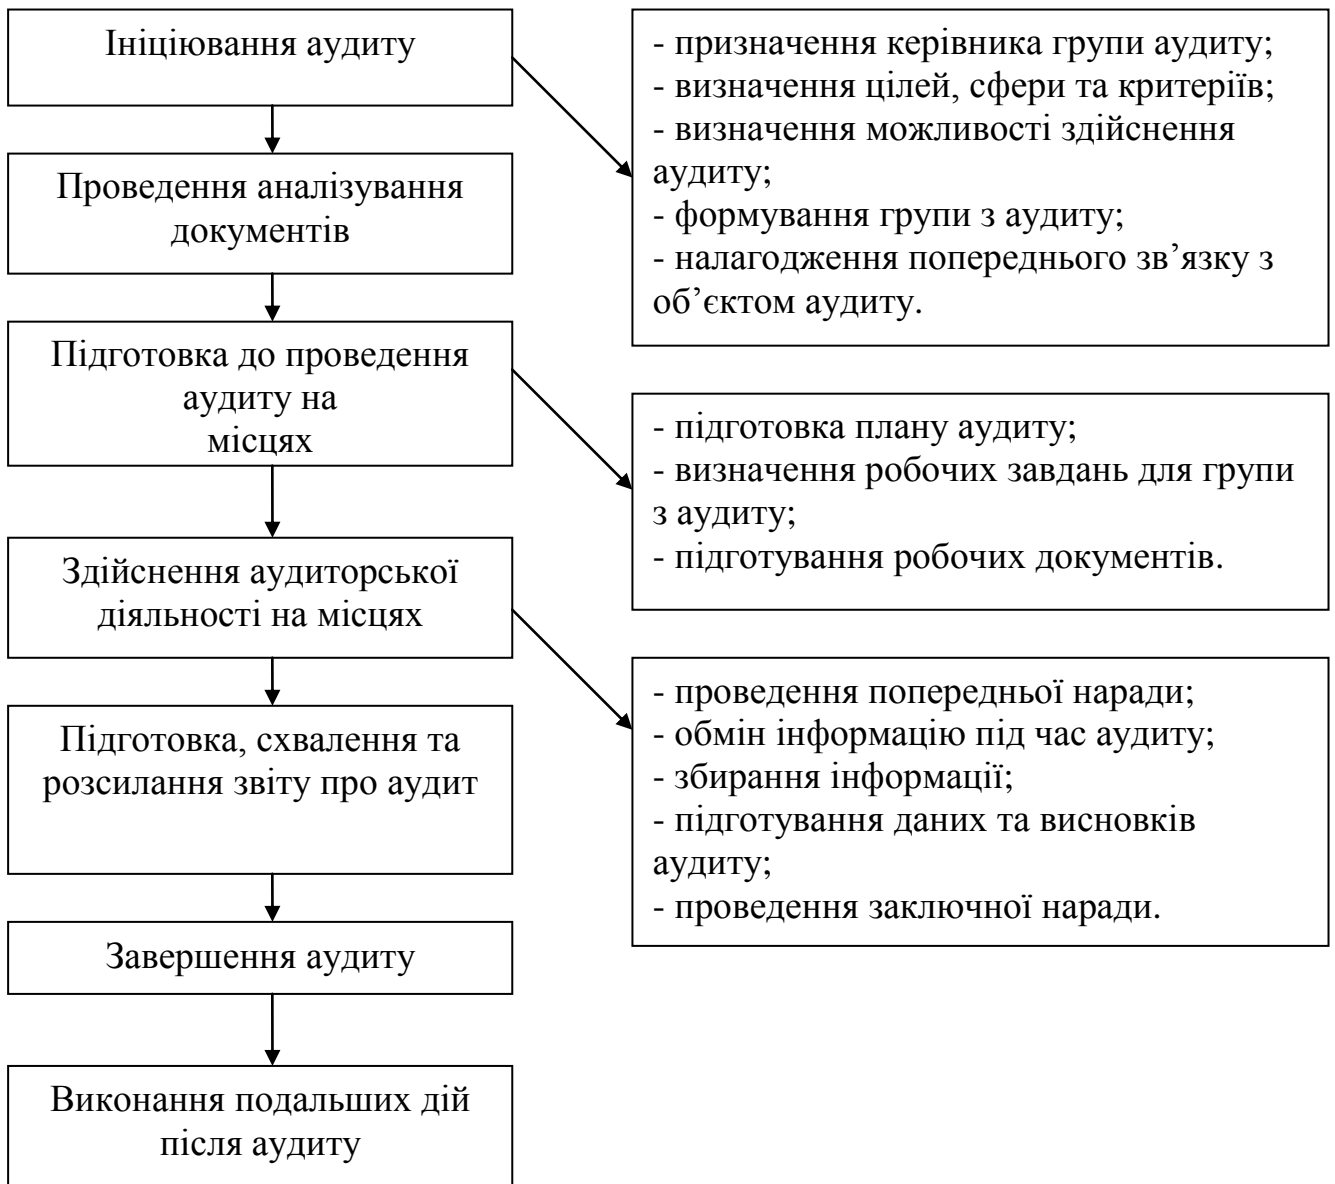 Ініціювання аудиту
- призначення керівника групи аудиту;
- визначення цілей, сфери та критеріїв;
- визначення можливості здійснення
аудиту;
- формування групи з аудиту;
- налагодження попереднього зв’язку з
об’єктом аудиту.
Проведення аналізування
документів
Підготовка до проведення
аудиту на
місцях
- підготовка плану аудиту;
- визначення робочих завдань для групи
з аудиту;
- підготування робочих документів.
Здійснення аудиторської
діяльності на місцях
- проведення попередньої наради;
- обмін інформацію під час аудиту;
- збирання інформації;
- підготування даних та висновків
аудиту;
- проведення заключної наради.
Підготовка, схвалення та
розсилання звіту про аудит
Завершення аудиту
Виконання подальших дій
після аудиту